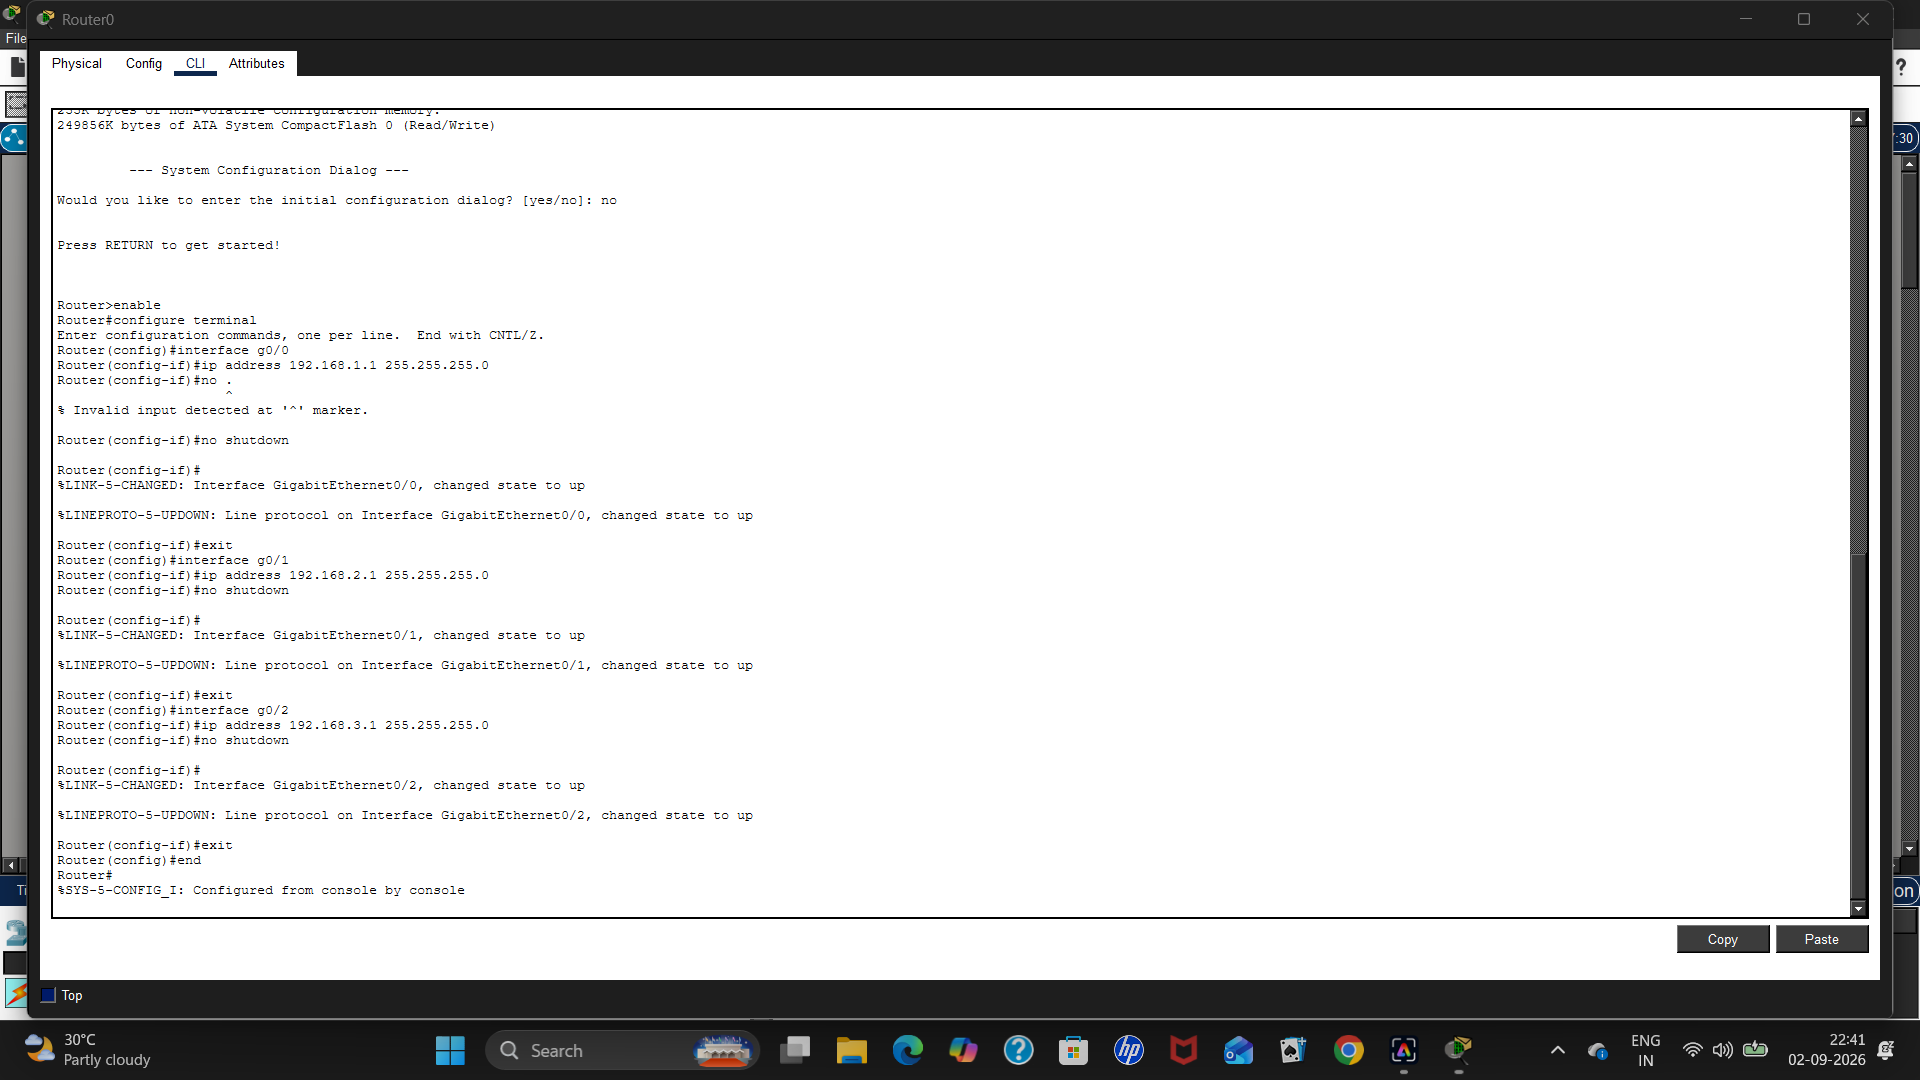 Router0
File
Physical Config CLI Attributes
255K bytes of non-volatile configuration memory.
249856K bytes of ATA System CompactFlash 0 (Read/Write)
--- System Configuration Dialog ---
Would you like to enter the initial configuration dialog? [yes/no]: no
Press RETURN to get started!
Router>enable
Router#configure terminal
Enter configuration commands, one per line.  End with CNTL/Z.
Router(config)#interface g0/0
Router(config-if)#ip address 192.168.1.1 255.255.255.0
Router(config-if)#no .
^
% Invalid input detected at '^' marker.
Router(config-if)#no shutdown
Router(config-if)#
%LINK-5-CHANGED: Interface GigabitEthernet0/0, changed state to up
%LINEPROTO-5-UPDOWN: Line protocol on Interface GigabitEthernet0/0, changed state to up
Router(config-if)#exit
Router(config)#interface g0/1
Router(config-if)#ip address 192.168.2.1 255.255.255.0
Router(config-if)#no shutdown
Router(config-if)#
%LINK-5-CHANGED: Interface GigabitEthernet0/1, changed state to up
%LINEPROTO-5-UPDOWN: Line protocol on Interface GigabitEthernet0/1, changed state to up
Router(config-if)#exit
Router(config)#interface g0/2
Router(config-if)#ip address 192.168.3.1 255.255.255.0
Router(config-if)#no shutdown
Router(config-if)#
%LINK-5-CHANGED: Interface GigabitEthernet0/2, changed state to up
%LINEPROTO-5-UPDOWN: Line protocol on Interface GigabitEthernet0/2, changed state to up
Router(config-if)#exit
Router(config)#end
Router#
%SYS-5-CONFIG_I: Configured from console by console
Copy Paste
Top
:30
Ti
on
?
30°C
Partly cloudy
Search
hp
ENG
IN
22:41
02-09-2026